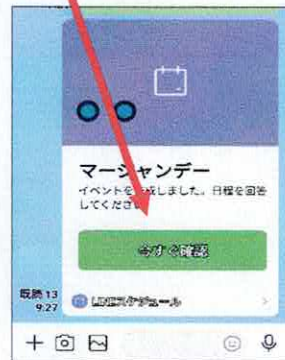 マージャンデー
イベントを作成しました。日程を回答
してください
今すぐ確認
既読 13
9:27
LINEスケジュール